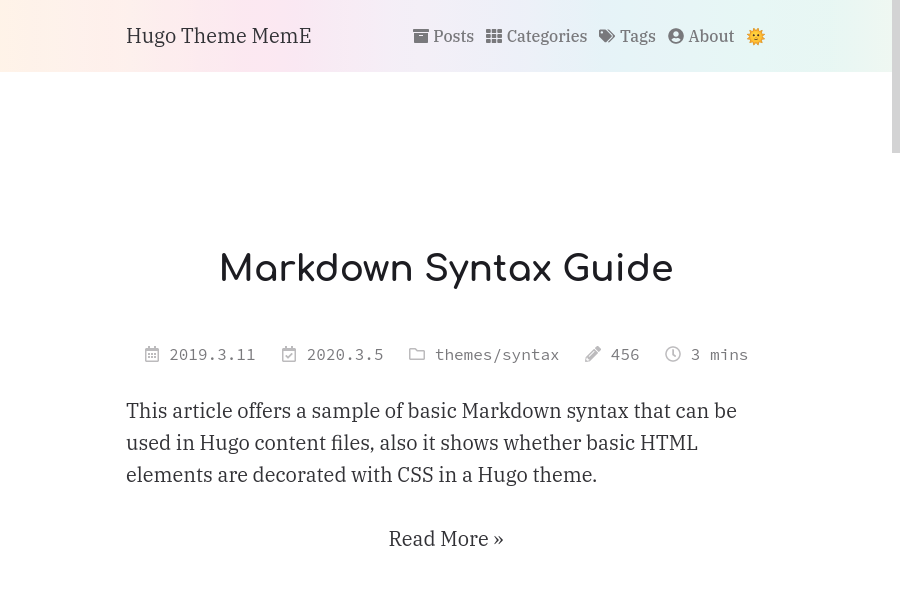 Hugo Theme MemE
Posts Categories Tags About
Markdown Syntax Guide
2019.3.11 2020.3.5 themes/syntax 456 3 mins
This article offers a sample of basic Markdown syntax that can be
used in Hugo content files, also it shows whether basic HTML
elements are decorated with CSS in a Hugo theme.
Read More »